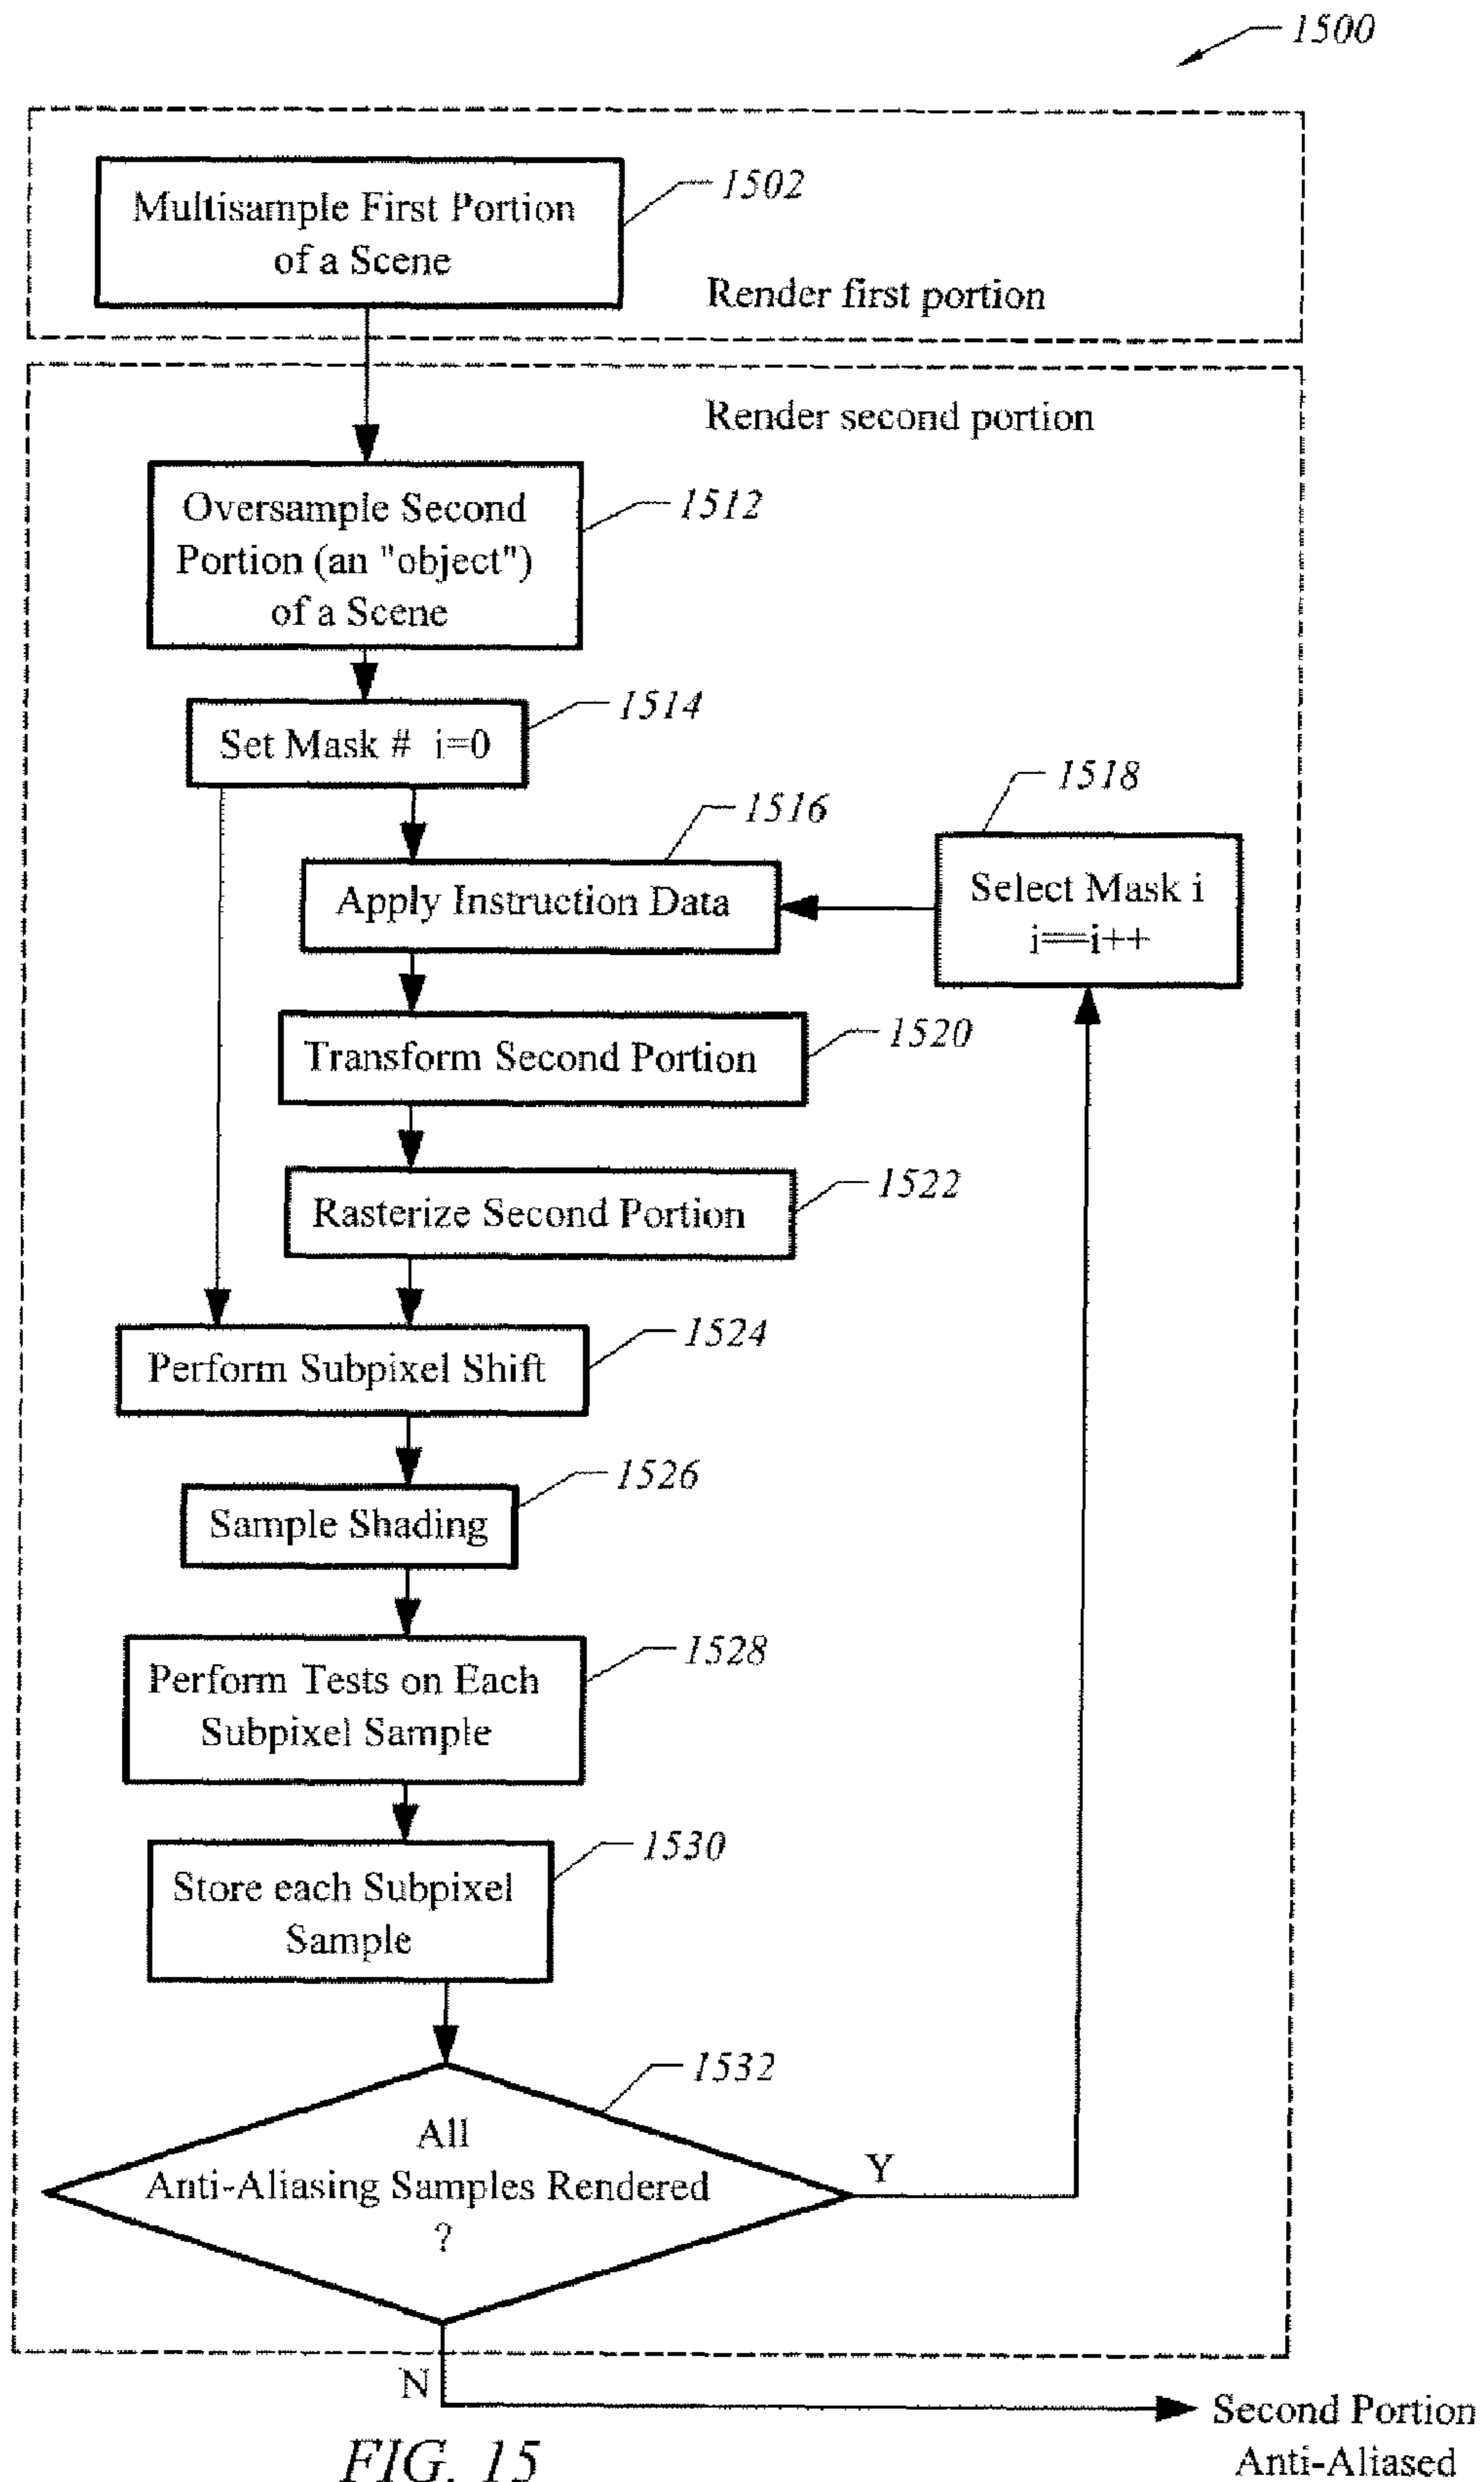 1500
Multisample First Portion
of a Scene
1502
Render first portion
Render second portion
Oversample Second
Portion (an "object")
of a Scene
1512
Set Mask # i=0
1514
1516
1518
Apply Instruction Data
Select Mask i
i==i++
Transform Second Portion
1520
Rasterize Second Portion
1522
Perform Subpixel Shift
1524
Sample Shading
1526
Perform Tests on Each
Subpixel Sample
1528
Store each Subpixel
Sample
1530
1532
All
Anti-Aliasing Samples Rendered
?
Y
N
Second Portion
Anti-Aliased
FIG. 15